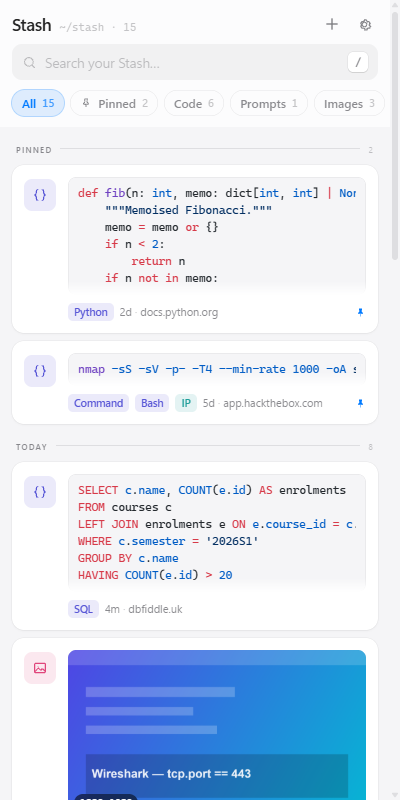 Stash ~/stash · 15
Search your Stash... /
All 15 Pinned 2 Code 6 Prompts 1 Images 3
PINNED 2
{} def fib(n: int, memo: dict[int, int] | Non
"""Memoised Fibonacci."""
memo = memo or {}
if n < 2:
return n
if n not in memo:
Python 2d · docs.python.org
{} nmap -sS -sV -p- -T4 --min-rate 1000 -oA s
Command Bash IP 5d · app.hackthebox.com
TODAY 8
{} SELECT c.name, COUNT(e.id) AS enrolments
FROM courses c
LEFT JOIN enrolments e ON e.course_id = c.
WHERE c.semester = '2026S1'
GROUP BY c.name
HAVING COUNT(e.id) > 20
SQL 4m · dbfiddle.uk
Wireshark — tcp.port == 443